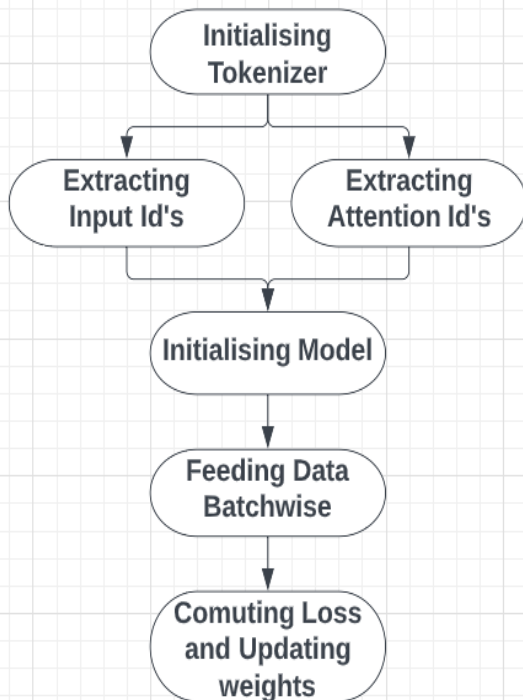 Initialising
Tokenizer
Extracting
Input Id's
Extracting
Attention Id's
Initialising Model
Feeding Data
Batchwise
Comuting Loss
and Updating
weights